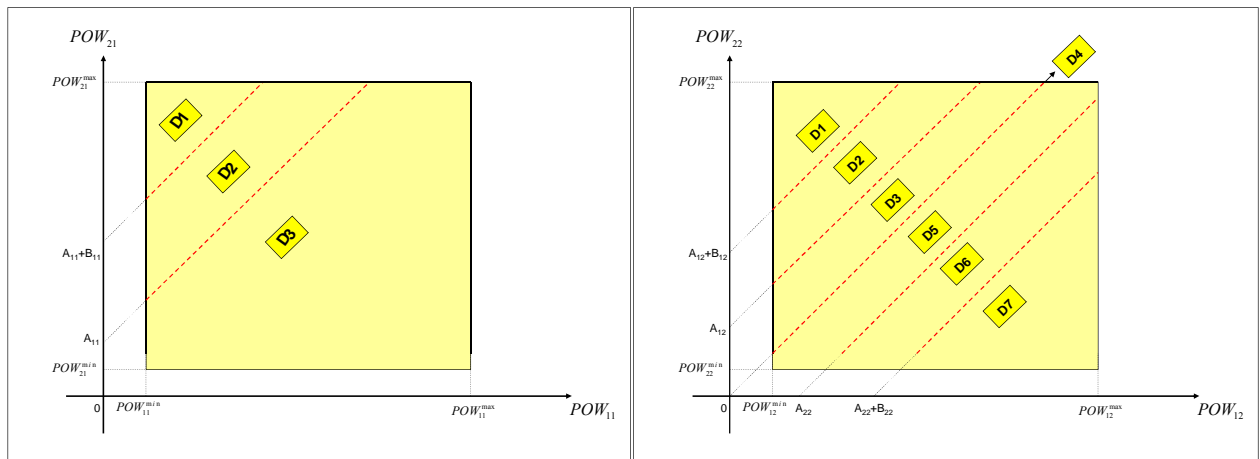 POW₂₁
POW₂₁ᵐᵃˣ
D1
D2
D3
A₁₁+B₁₁
A₁₁
POW₂₁ᵐⁱⁿ
0
POW₁₁ᵐⁱⁿ
POW₁₁ᵐᵃˣ
POW₁₁
POW₂₂
POW₂₂ᵐᵃˣ
D4
D1
D2
D3
D5
D6
D7
A₁₂+B₁₂
A₁₂
POW₂₂ᵐⁱⁿ
0
POW₁₂ᵐⁱⁿ
A₂₂
A₂₂+B₂₂
POW₁₂ᵐᵃˣ
POW₁₂